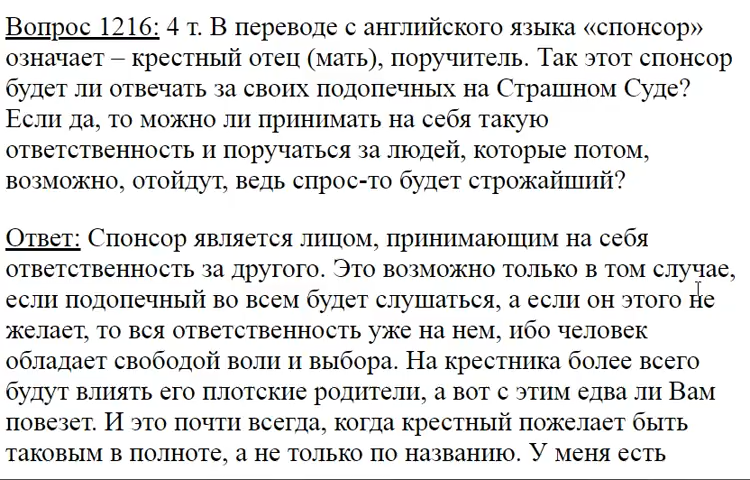 Вопрос 1216: 4 т. В переводе с английского языка «спонсор»
означает – крестный отец (мать), поручитель. Так этот спонсор
будет ли отвечать за своих подопечных на Страшном Суде?
Если да, то можно ли принимать на себя такую
ответственность и поручаться за людей, которые потом,
возможно, отойдут, ведь спрос-то будет строжайший?
Ответ: Спонсор является лицом, принимающим на себя
ответственность за другого. Это возможно только в том случае,
если подопечный во всем будет слушаться, а если он этого не
желает, то вся ответственность уже на нем, ибо человек
обладает свободой воли и выбора. На крестника более всего
будут влиять его плотские родители, а вот с этим едва ли Вам
повезет. И это почти всегда, когда крестный пожелает быть
таковым в полноте, а не только по названию. У меня есть